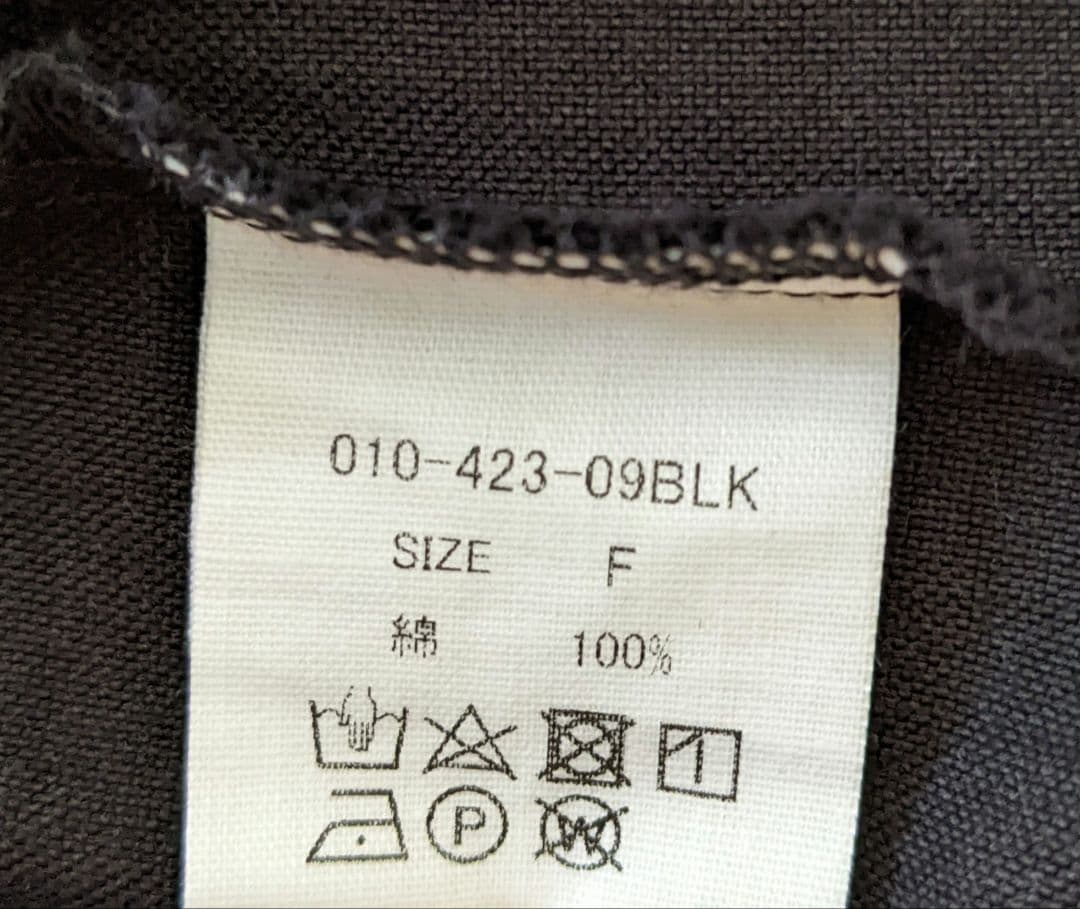 010-423-09BLK
SIZE F
綿 100%
P W